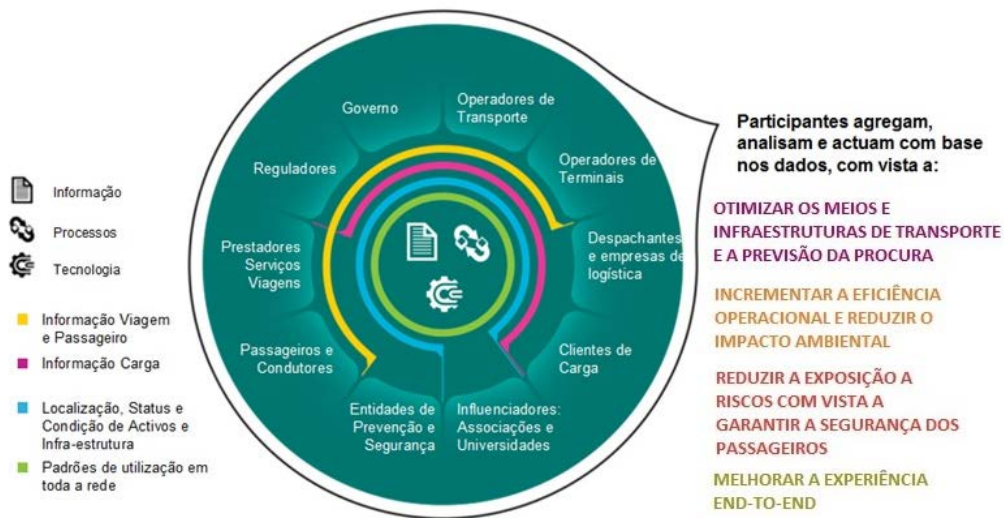 Informação
Processos
Tecnologia
Informação Viagem
e Passageiro
Informação Carga
Localização, Status e
Condição de Activos e
Infra-estrutura
Padrões de utilização em
toda a rede
Governo
Operadores de
Transporte
Reguladores
Operadores de
Terminais
Prestadores
Serviços
Viagens
Despachantes
e empresas de
logística
Passageiros e
Condutores
Clientes de
Carga
Entidades de
Prevenção e
Segurança
Influenciadores:
Associações e
Universidades
Participantes agregam,
analisam e actuam com base
nos dados, com vista a:
OTIMIZAR OS MEIOS E
INFRAESTRUTURAS DE TRANSPORTE
E A PREVISÃO DA PROCURA
INCREMENTAR A EFICIÊNCIA
OPERACIONAL E REDUZIR O
IMPACTO AMBIENTAL
REDUZIR A EXPOSIÇÃO A
RISCOS COM VISTA A
GARANTIR A SEGURANÇA DOS
PASSAGEIROS
MELHORAR A EXPERIÊNCIA
END-TO-END